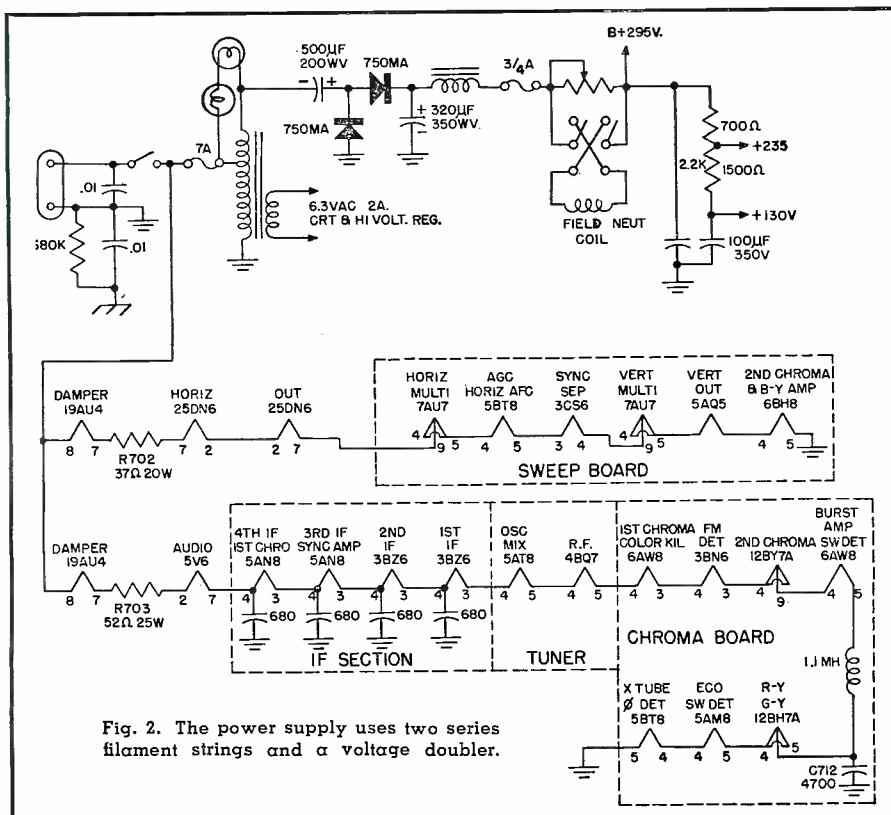 B+295V.
500µF
200WV
750MA
3/4A
- +
+
320µF
350WV.
-
750MA
7A
700Ω
+235
2.2K
1500Ω
.01
6.3VAC 2A.
CRT & HI VOLT. REG.
FIELD NEUT
COIL
+130V
680K
.01
100µF
350V
DAMPER
19AU4
8 7
R702
37Ω 20W
HORIZ
25DN6
7 2
OUT
25DN6
2 7
HORIZ
MULTI
7AU7
4 9 5
AGC
HORIZ AFC
5BT8
4 5
SYNC
SEP
3CS6
3 4
VERT
MULTI
7AU7
4 9 5
VERT
OUT
5AQ5
2ND CHROMA
& B-Y AMP
6BH8
4 5
SWEEP BOARD
DAMPER
19AU4
8 7
R703
52Ω 25W
AUDIO
5V6
2 7
4TH IF
1ST CHRO
5AN8
4 3
680
3RD IF
SYNC AMP
5AN8
4 3
680
2ND
IF
3BZ6
4 3
680
1ST
IF
3BZ6
4 3
680
IF SECTION
OSC
MIX
5AT8
4 5
R.F.
4BQ7
4 5
TUNER
1ST CHROMA
COLOR KIL
6AW8
4 3
FM
DET
3BN6
4 3
2ND CHROMA
12BY7A
4 9
BURST
AMP
SW DET
6AW8
4 5
CHROMA BOARD
1.1 MH
X TUBE
Ø DET
5BT8
5 4
ECO
SW DET
5AM8
5 4
R-Y
G-Y
12BH7A
4 5
C712
4700
Fig. 2. The power supply uses two series
filament strings and a voltage doubler.